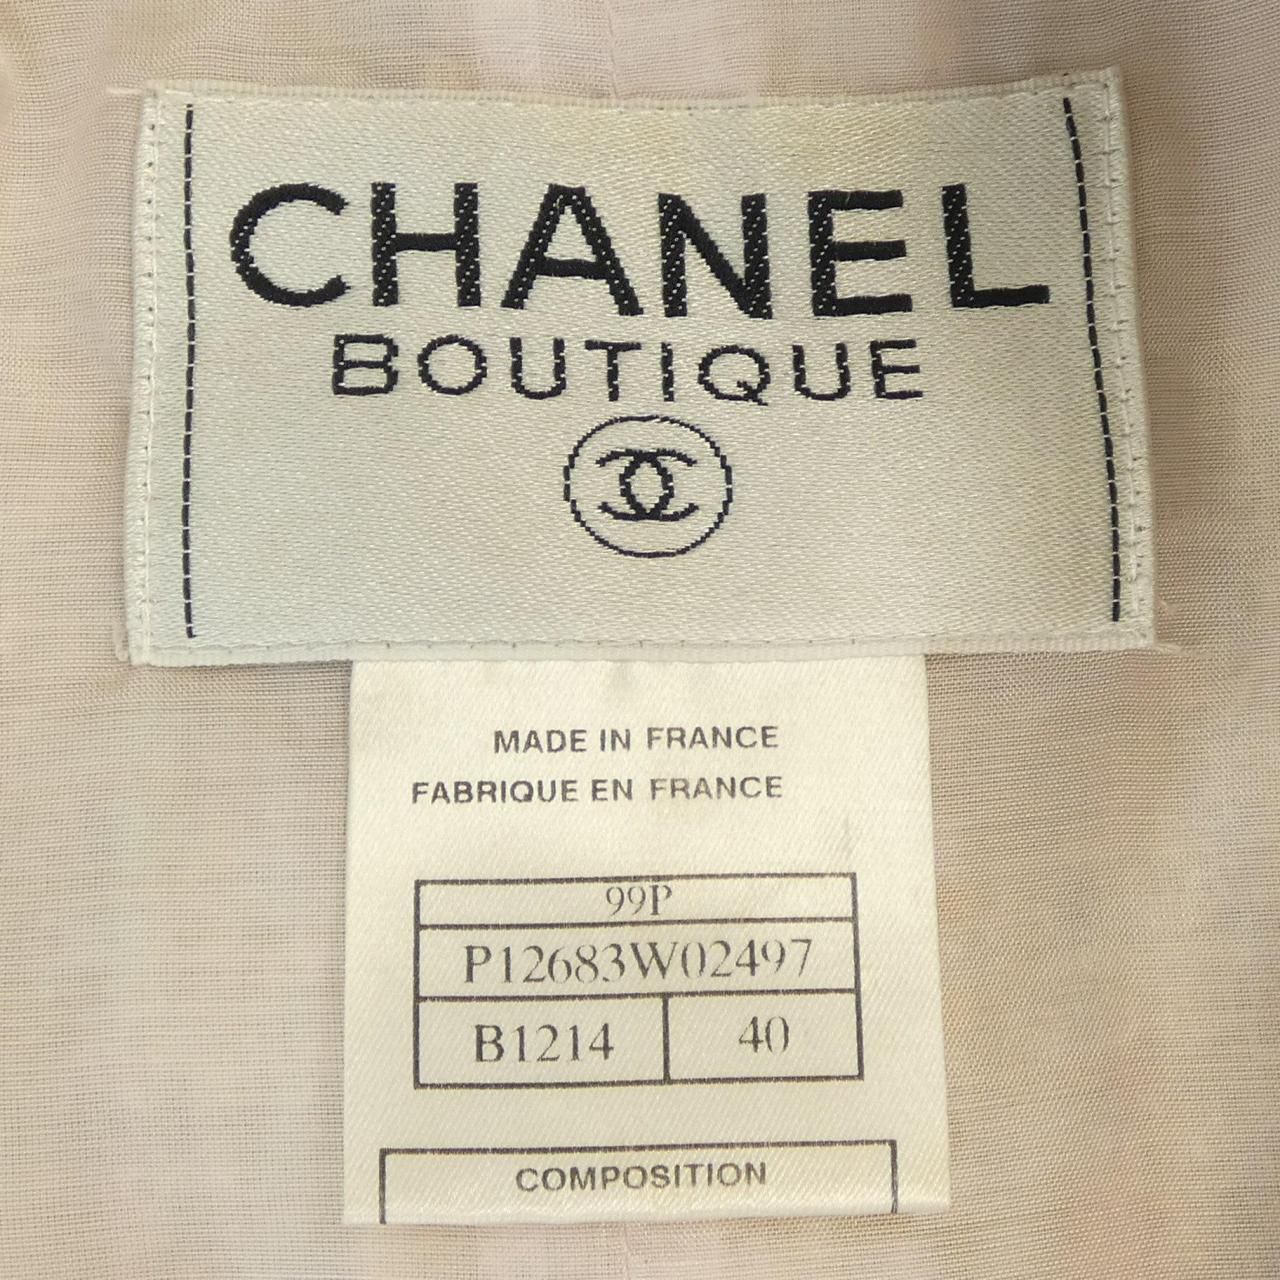 CHANEL
BOUTIQUE
MADE IN FRANCE
FABRIQUE EN FRANCE
99P
P12683W02497
B1214 40
COMPOSITION